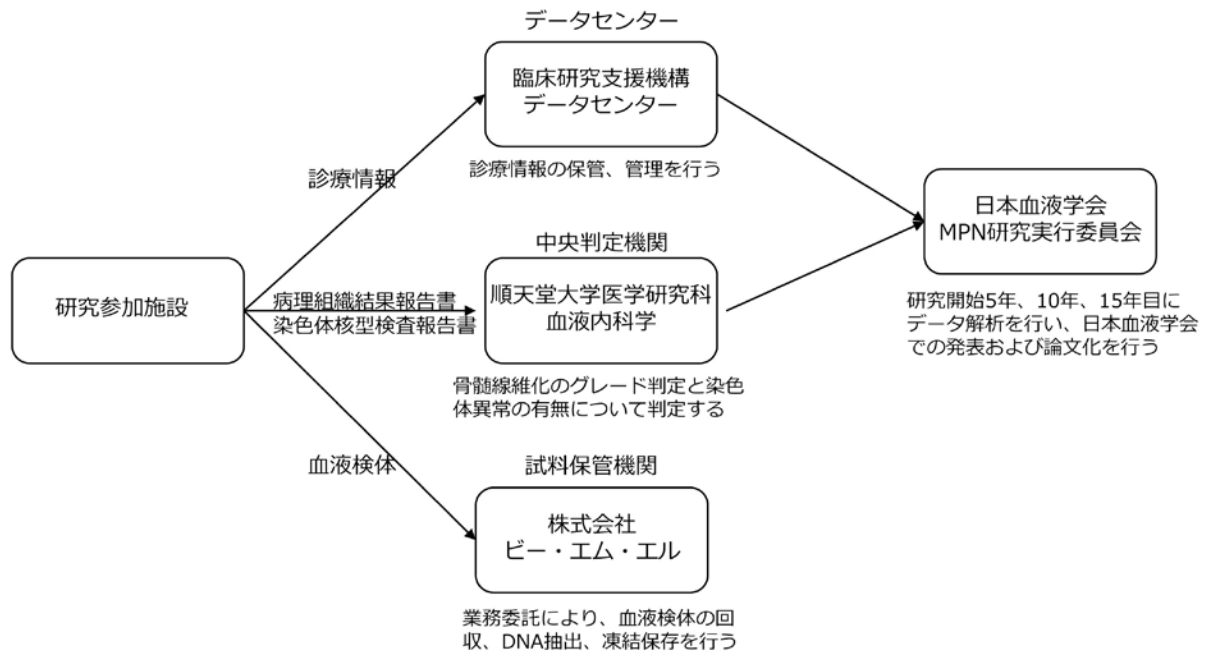 データセンター
臨床研究支援機構
データセンター
診療情報の保管、管理を行う
診療情報
日本血液学会
MPN研究実行委員会
研究開始5年、10年、15年目に
データ解析を行い、日本血液学会
での発表および論文化を行う
中央判定機関
研究参加施設
病理組織結果報告書
染色体核型検査報告書
順天堂大学医学研究科
血液内科学
骨髄線維化のグレード判定と染色
体異常の有無について判定する
血液検体
試料保管機関
株式会社
ビー・エム・エル
業務委託により、血液検体の回
収、DNA抽出、凍結保存を行う